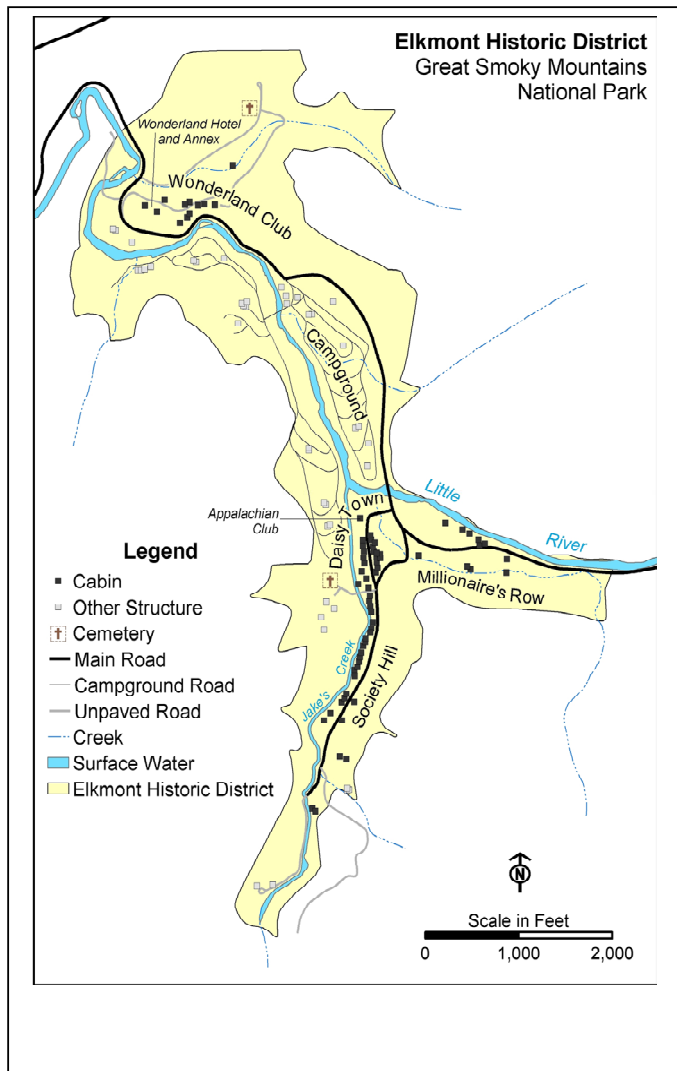 Elkmont Historic District
Great Smoky Mountains
National Park
Wonderland Hotel
and Annex
Wonderland Club
Campground
Little
River
Appalachian
Club
Daisy Town
Millionaire's Row
Jake's Creek
Society Hill
Legend
Cabin
Other Structure
Cemetery
Main Road
Campground Road
Unpaved Road
Creek
Surface Water
Elkmont Historic District
N
Scale in Feet
0 1,000 2,000